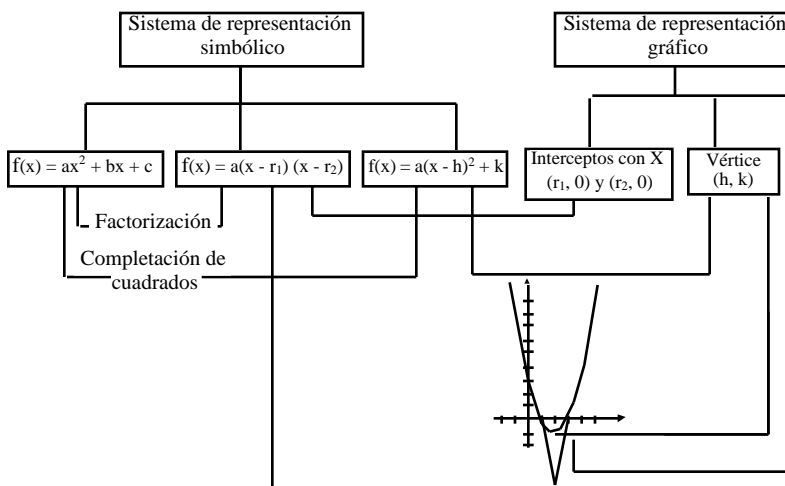 Sistema de representación
simbólico
Sistema de representación
gráfico
f(x) = ax² + bx + c
f(x) = a(x - r₁) (x - r₂)
f(x) = a(x - h)² + k
Interceptos con X
(r₁, 0) y (r₂, 0)
Vértice
(h, k)
Factorización
Completación de
cuadrados